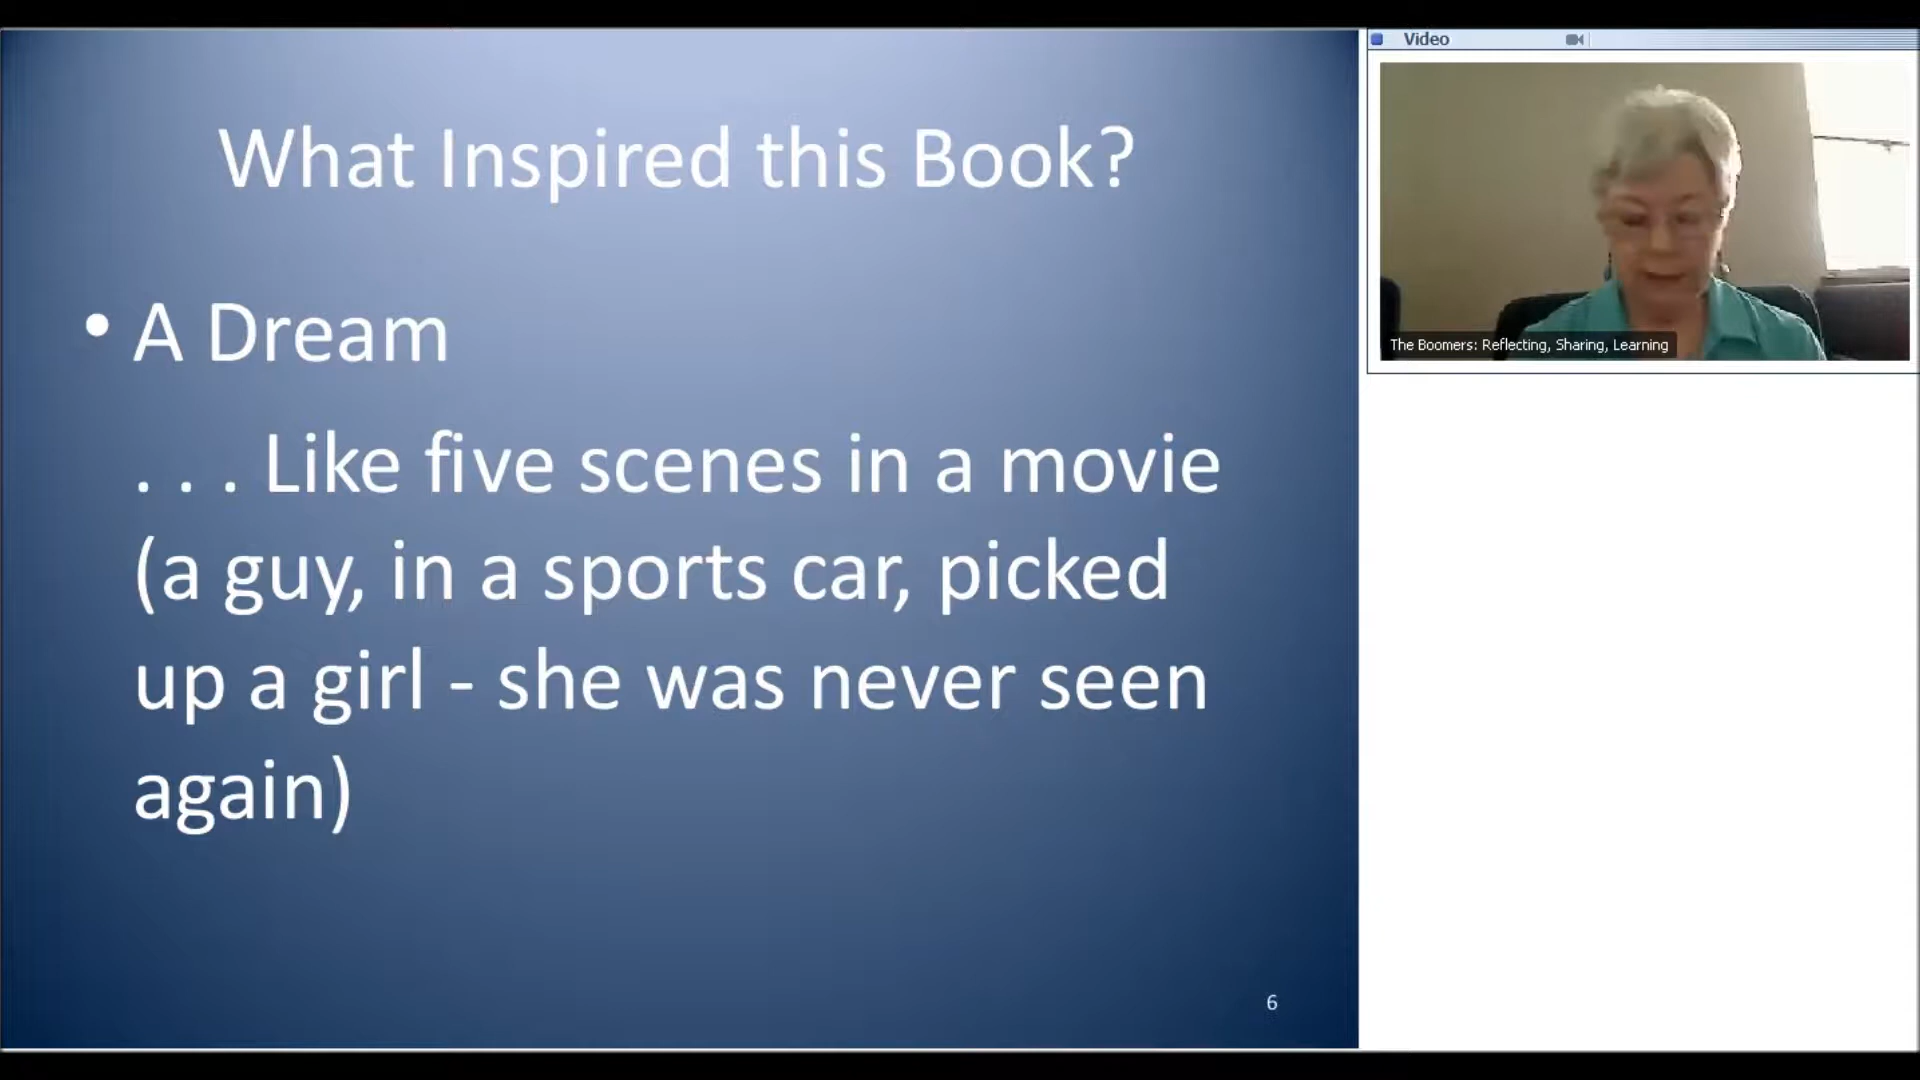 What Inspired this Book?
• A Dream
. . . Like five scenes in a movie
(a guy, in a sports car, picked
up a girl - she was never seen
again)
6
Video
The Boomers: Reflecting, Sharing, Learning